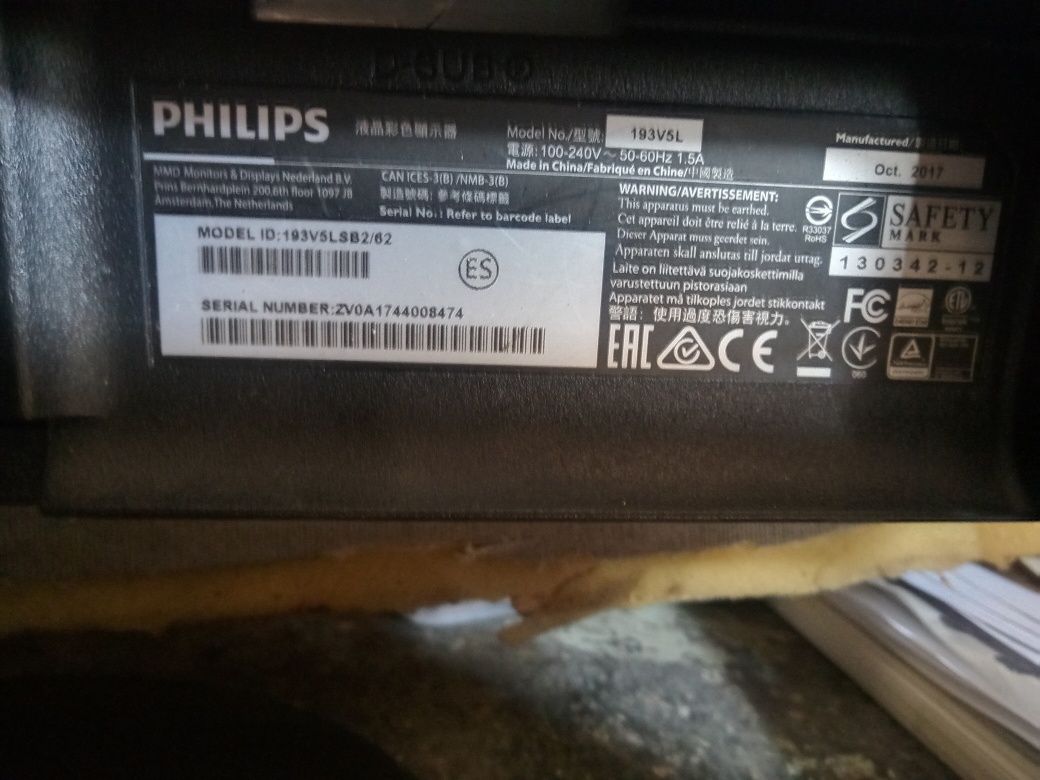 D-SUB
PHILIPS
液晶彩色顯示器
Model No./型號: 193V5L
電源: 100-240V ~ 50-60Hz 1.5A
Made in China/Fabriqué en Chine/中國製造
Manufactured/製造日期
Oct. 2017
MMD Monitors & Displays Nederland B.V.
Prins Bernhardplein 200, 6th floor 1097 JB
Amsterdam, The Netherlands
CAN ICES-3(B) /NMB-3(B)
製造號碼: 參考條碼標籤
Serial No. : Refer to barcode label
MODEL ID:193V5LSB2/62
ES
SERIAL NUMBER:ZV0A1744008474
WARNING/AVERTISSEMENT:
This apparatus must be earthed.
Cet appareil doit être relié à la terre.
Dieser Apparat muss geerdet sein.
Apparaten skall anslutas till jordat uttag.
Laite on liitettävä suojakoskettimilla
varustettuun pistorasiaan
Apparatet må tilkoples jordet stikkontakt
警語: 使用過度恐傷害視力。
R33037
RoHS
SAFETY
MARK
130342-12
EAC
CE
FC